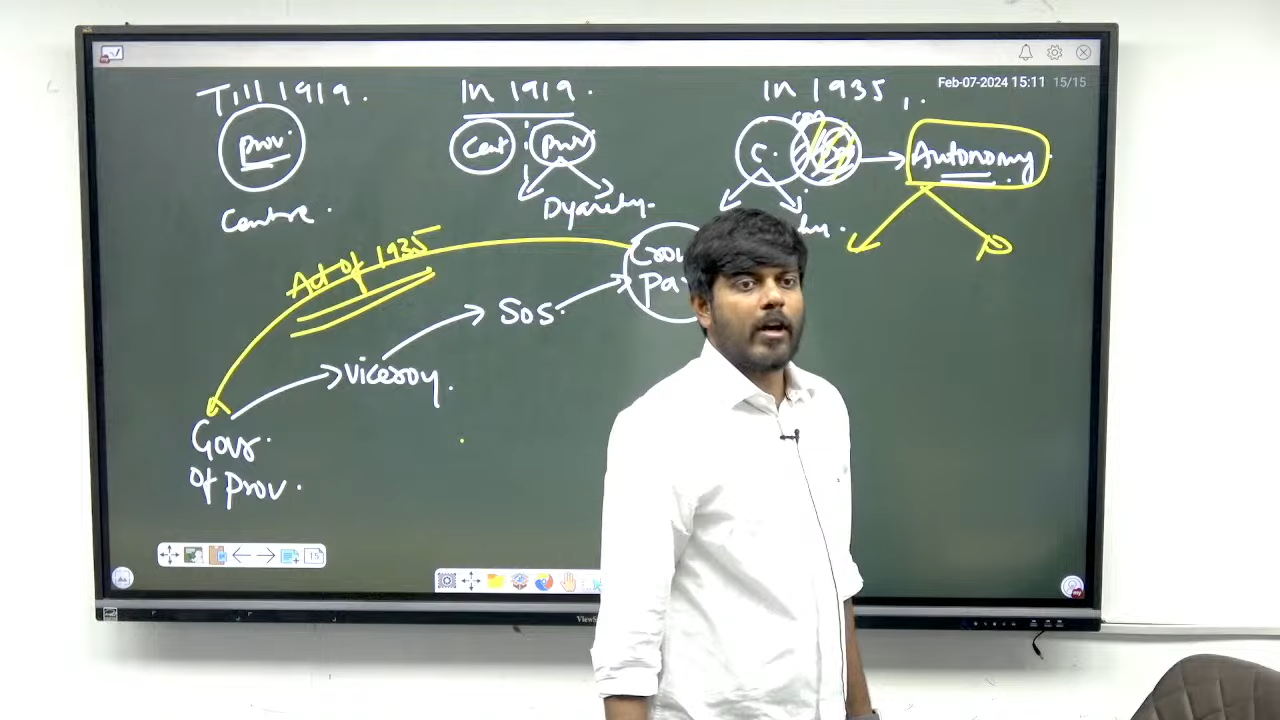 Feb-07-2024 15:11 15/15
Till 1919.
In 1919.
In 1935
Prov.
Cent
Prov
C.
Autonomy
Centre.
Dyarchy.
Act of 1935
SOS.
Viceroy.
Govr.
of Prov.
15